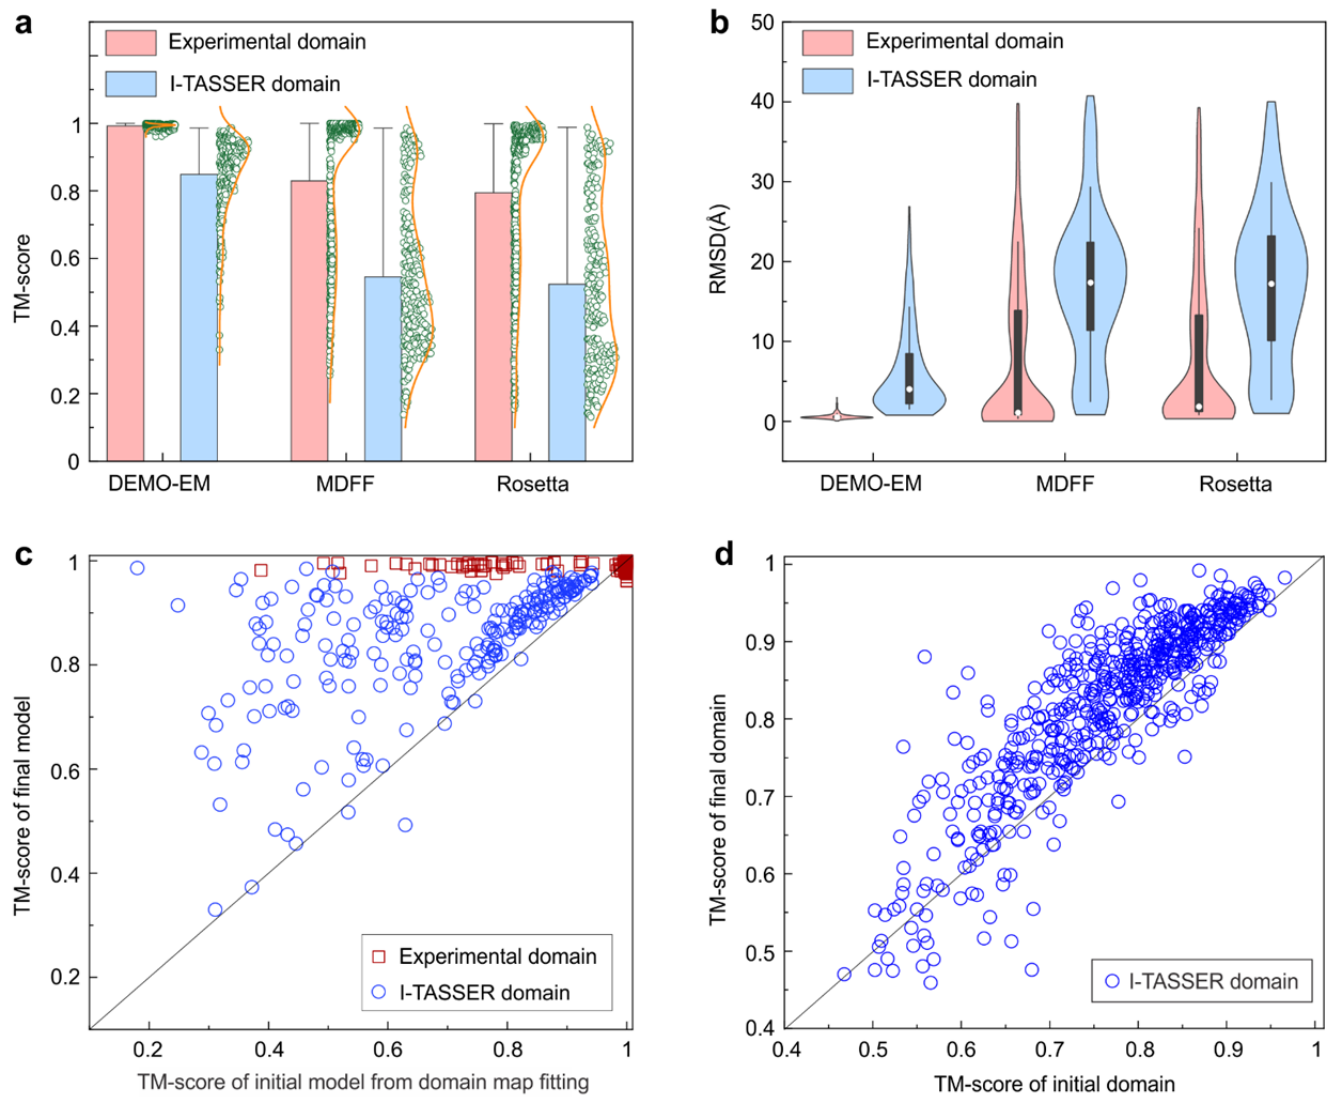 a
Experimental domain
I-TASSER domain
TM-score
1
0.8
0.6
0.4
0.2
0
DEMO-EM
MDFF
Rosetta
b
Experimental domain
I-TASSER domain
RMSD(Å)
50
40
30
20
10
0
DEMO-EM
MDFF
Rosetta
c
TM-score of final model
1
0.8
0.6
0.4
0.2
Experimental domain
I-TASSER domain
0.2
0.4
0.6
0.8
1
TM-score of initial model from domain map fitting
d
TM-score of final domain
1
0.9
0.8
0.7
0.6
0.5
0.4
I-TASSER domain
0.4
0.5
0.6
0.7
0.8
0.9
1
TM-score of initial domain